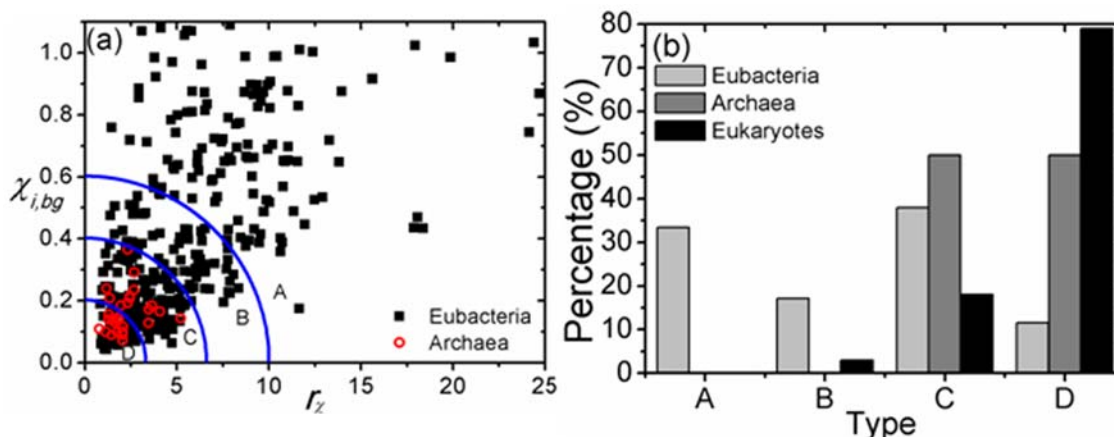 (a)
1.0
0.8
0.6
χi,bg
0.4
0.2
0.0
A
B
C
D
Eubacteria
Archaea
0 5 10 15 20 25
rχ
(b)
Eubacteria
Archaea
Eukaryotes
Percentage (%)
80
70
60
50
40
30
20
10
0
A B C D
Type